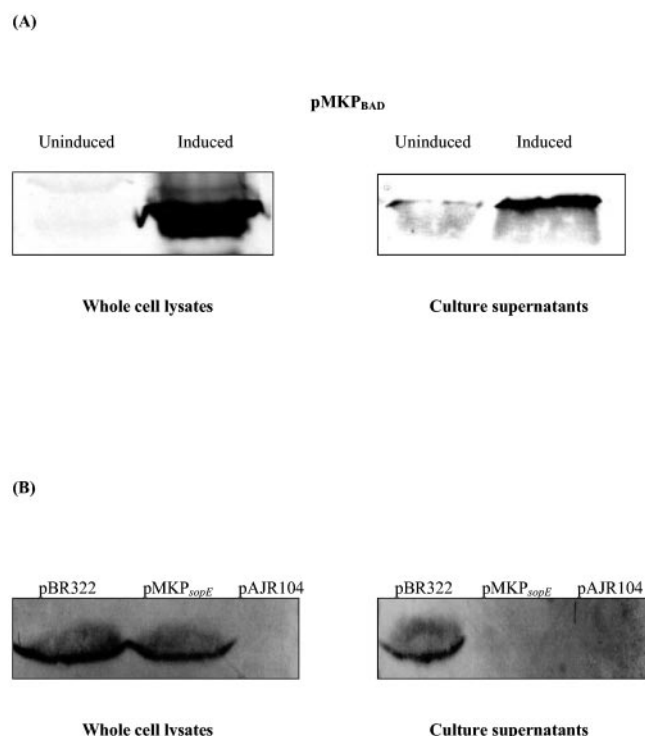 (A)
pMKPBAD
Uninduced Induced Uninduced Induced
Whole cell lysates Culture supernatants
(B)
pBR322 pMKPsopE pAJR104 pBR322 pMKPsopE pAJR104
Whole cell lysates Culture supernatants